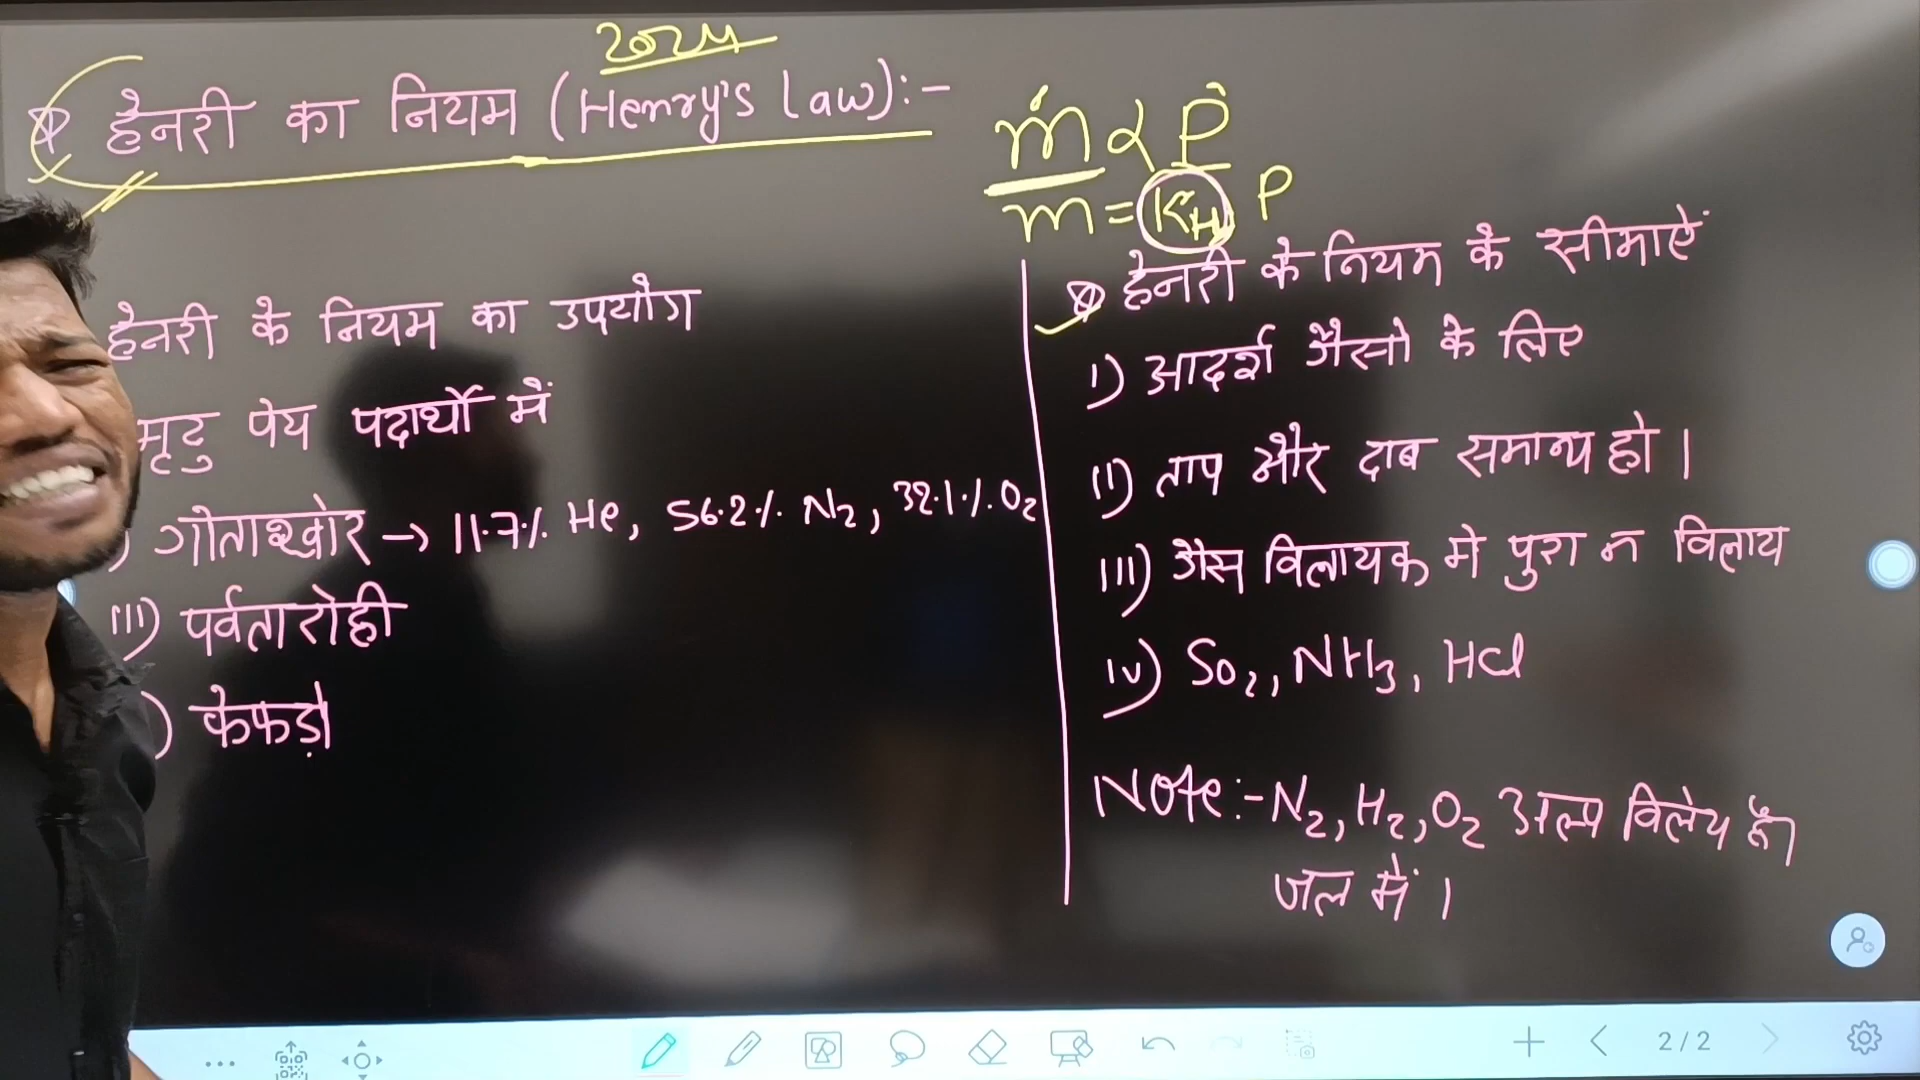 2024
हैनरी का नियम (Henry's Law):-
m ∝ P
m = KH P
हैनरी के नियम का उपयोग
मृदु पेय पदार्थो में
) गोताखोर → 11.7% He, 56.2% N2, 32.1% O2
III) पर्वतारोही
) फेफड़ो
हैनरी के नियम के सीमाऐं
I) आदर्श गैसो के लिए
II) ताप और दाब समान्य हो।
III) गैस विलायक मे पुरा न विलाय
IV) SO2, NH3, HCl
Note:- N2, H2, O2 अल्प विलेय है।
जल में।
2/2